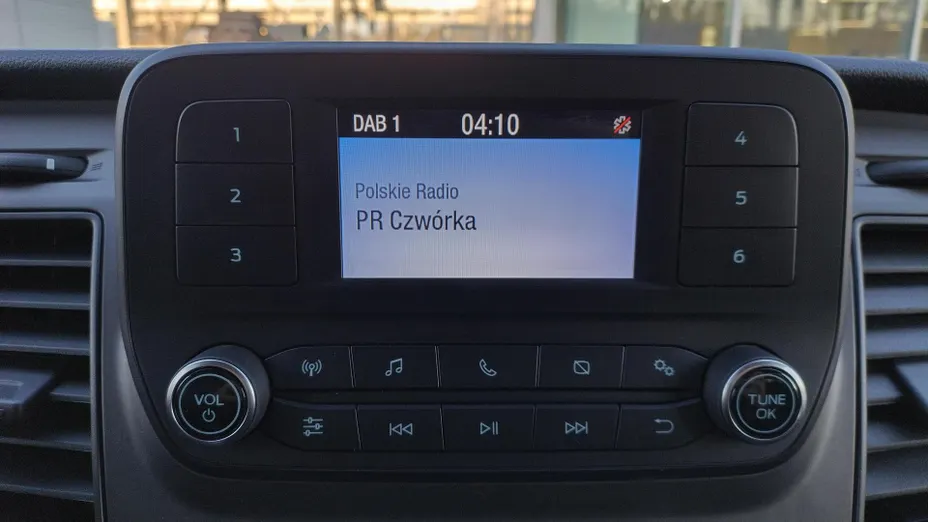 DAB 1 04:10
Polskie Radio
PR Czwórka
1
2
3
4
5
6
VOL
TUNE
OK